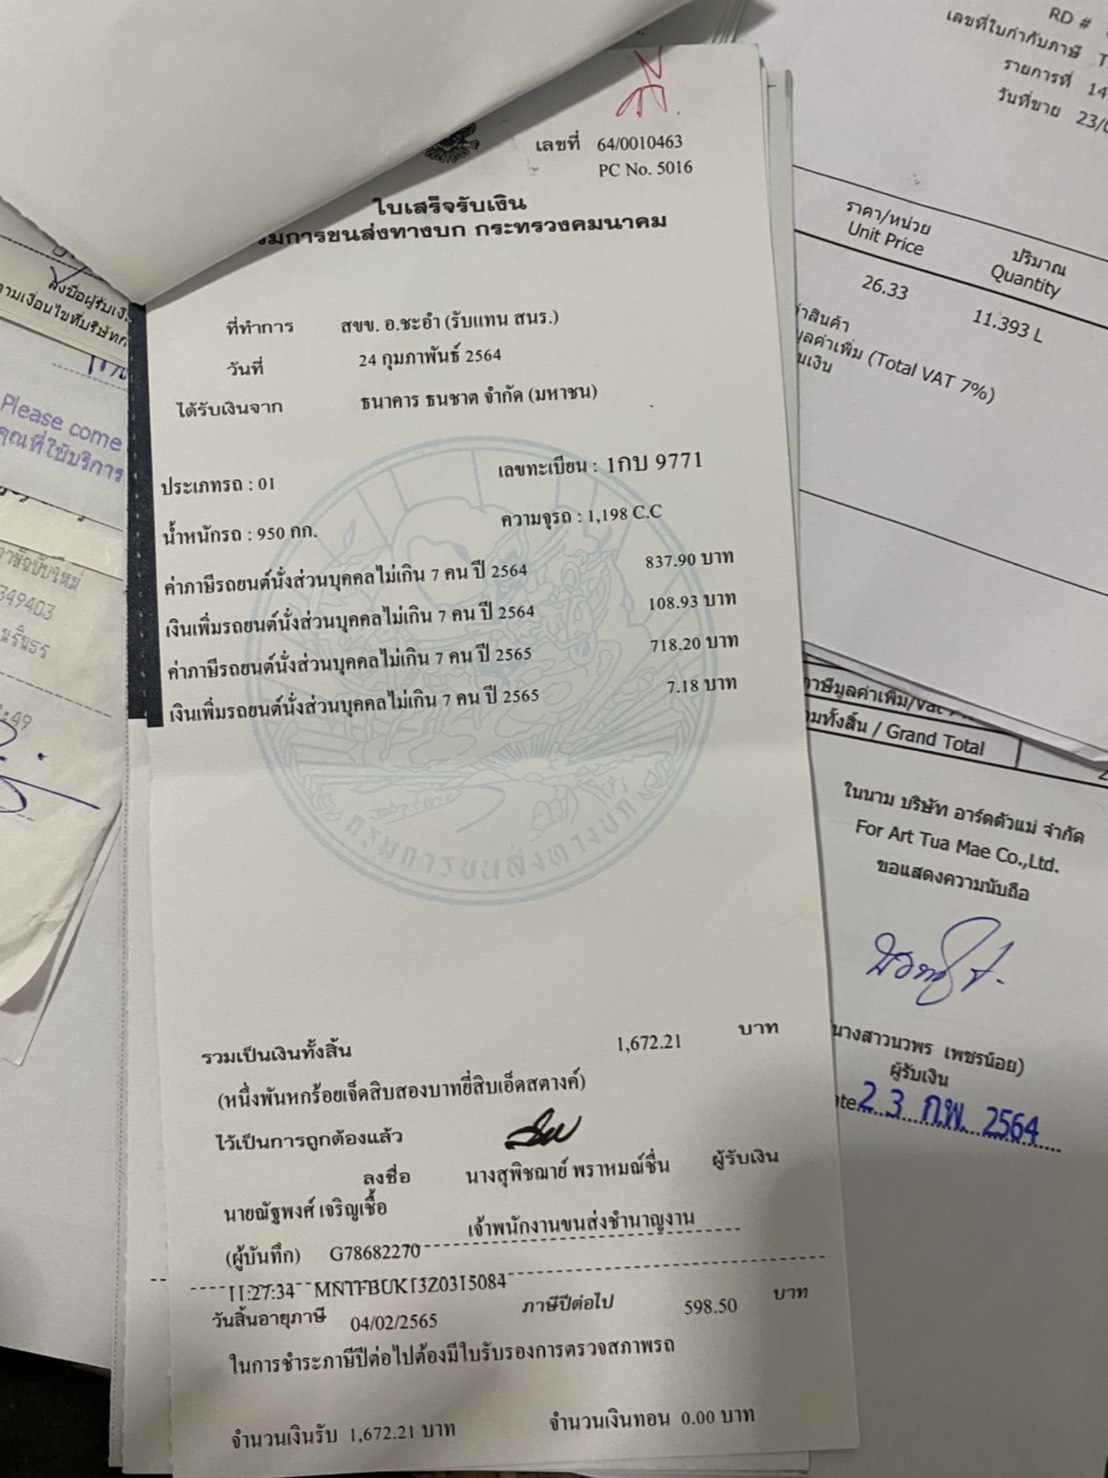 เลขที่ 64/0010463
PC No. 5016
ใบเสร็จรับเงิน
กรมการขนส่งทางบก กระทรวงคมนาคม
ที่ทำการ สขข. อ.ชะอำ (รับแทน สนร.)
วันที่ 24 กุมภาพันธ์ 2564
ได้รับเงินจาก ธนาคาร ธนชาต จำกัด (มหาชน)
ประเภทรถ : 01 เลขทะเบียน : 1กบ 9771
น้ำหนักรถ : 950 กก. ความจุรถ : 1,198 C.C
ค่าภาษีรถยนต์นั่งส่วนบุคคลไม่เกิน 7 คน ปี 2564 837.90 บาท
เงินเพิ่มรถยนต์นั่งส่วนบุคคลไม่เกิน 7 คน ปี 2564 108.93 บาท
ค่าภาษีรถยนต์นั่งส่วนบุคคลไม่เกิน 7 คน ปี 2565 718.20 บาท
เงินเพิ่มรถยนต์นั่งส่วนบุคคลไม่เกิน 7 คน ปี 2565 7.18 บาท
กรมการขนส่งทางบก
รวมเป็นเงินทั้งสิ้น 1,672.21 บาท
(หนึ่งพันหกร้อยเจ็ดสิบสองบาทยี่สิบเอ็ดสตางค์)
ไว้เป็นการถูกต้องแล้ว
ลงชื่อ นางสุพิชฌาย์ พราหมณ์ชื่น ผู้รับเงิน
นายณัฐพงศ์ เจริญเชื้อ
เจ้าพนักงานขนส่งชำนาญงาน
(ผู้บันทึก) G78682270
11:27:34 MNTFBUK13Z0315084
วันสิ้นอายุภาษี 04/02/2565 ภาษีปีต่อไป 598.50 บาท
ในการชำระภาษีปีต่อไปต้องมีใบรับรองการตรวจสภาพรถ
จำนวนเงินรับ 1,672.21 บาท จำนวนเงินทอน 0.00 บาท
RD #
เลขที่ใบกำกับภาษี
รายการที่ 14
วันที่ขาย 23/
ราคา/หน่วย ปริมาณ
Unit Price Quantity
26.33 11.393 L
(Total VAT 7%)
/ Grand Total
ในนาม บริษัท อาร์ตตัวแม่ จำกัด
For Art Tua Mae Co.,Ltd.
ขอแสดงความนับถือ
นางสาวนวพร เพชรน้อย)
ผู้รับเงิน
23 ก.พ. 2564
Please come
คุณที่ใช้บริการ